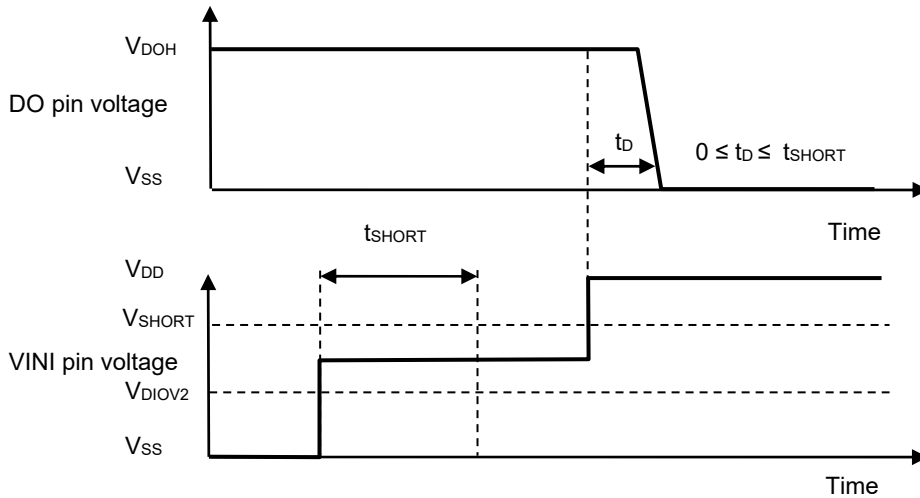 VDOH
DO pin voltage
tD
0 ≤ tD ≤ tSHORT
VSS
Time
tSHORT
VDD
VSHORT
VINI pin voltage
VDIOV2
VSS
Time